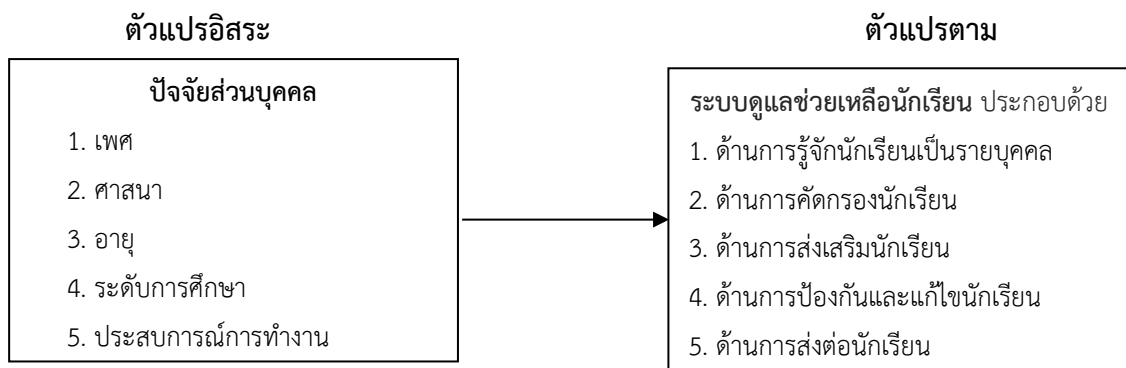 ตัวแปรอิสระ
ปัจจัยส่วนบุคคล
1. เพศ
2. ศาสนา
3. อายุ
4. ระดับการศึกษา
5. ประสบการณ์การทำงาน
ตัวแปรตาม
ระบบดูแลช่วยเหลือนักเรียน ประกอบด้วย
1. ด้านการรู้จักนักเรียนเป็นรายบุคคล
2. ด้านการคัดกรองนักเรียน
3. ด้านการส่งเสริมนักเรียน
4. ด้านการป้องกันและแก้ไขนักเรียน
5. ด้านการส่งต่อนักเรียน